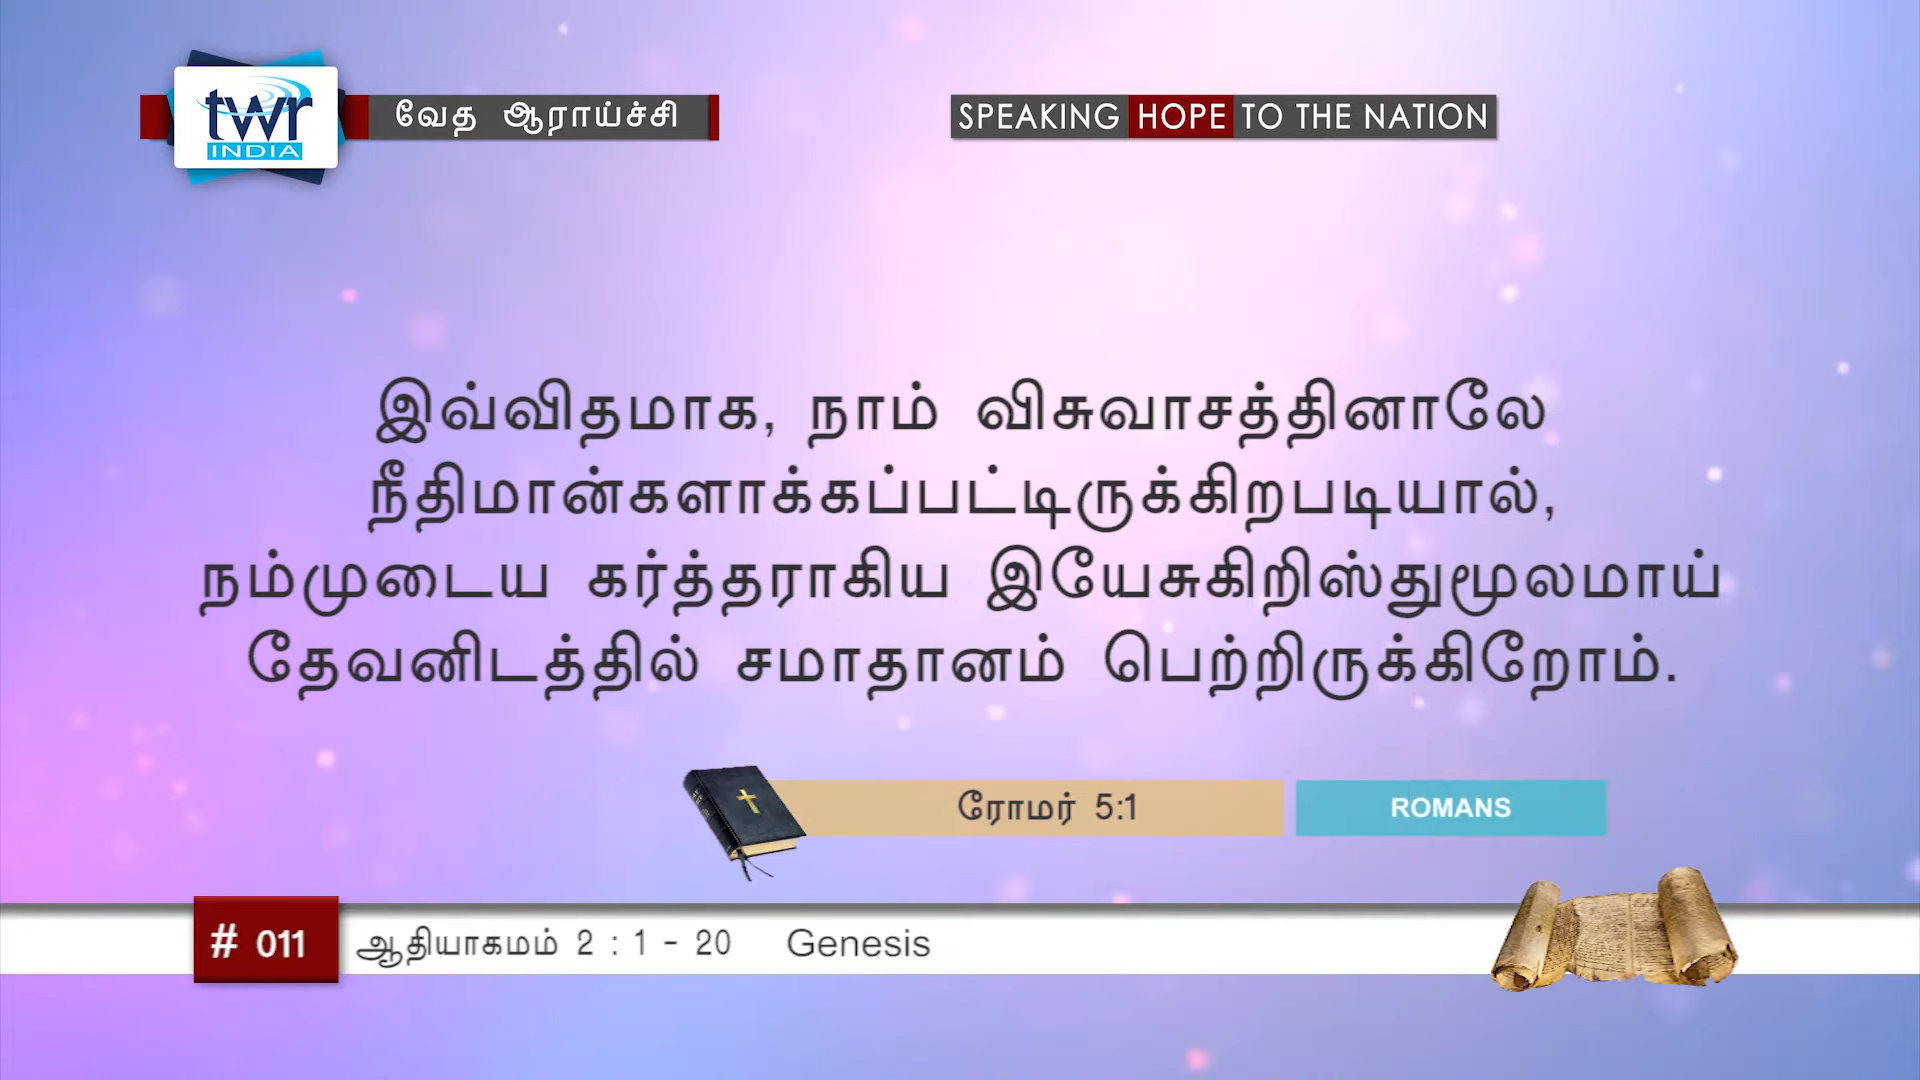 twr
INDIA
வேத ஆராய்ச்சி
SPEAKING HOPE TO THE NATION
இவ்விதமாக, நாம் விசுவாசத்தினாலே
நீதிமான்களாக்கப்பட்டிருக்கிறபடியால்,
நம்முடைய கர்த்தராகிய இயேசுகிறிஸ்துமூலமாய்
தேவனிடத்தில் சமாதானம் பெற்றிருக்கிறோம்.
ரோமர் 5:1
ROMANS
# 011
ஆதியாகமம் 2 : 1 - 20 Genesis